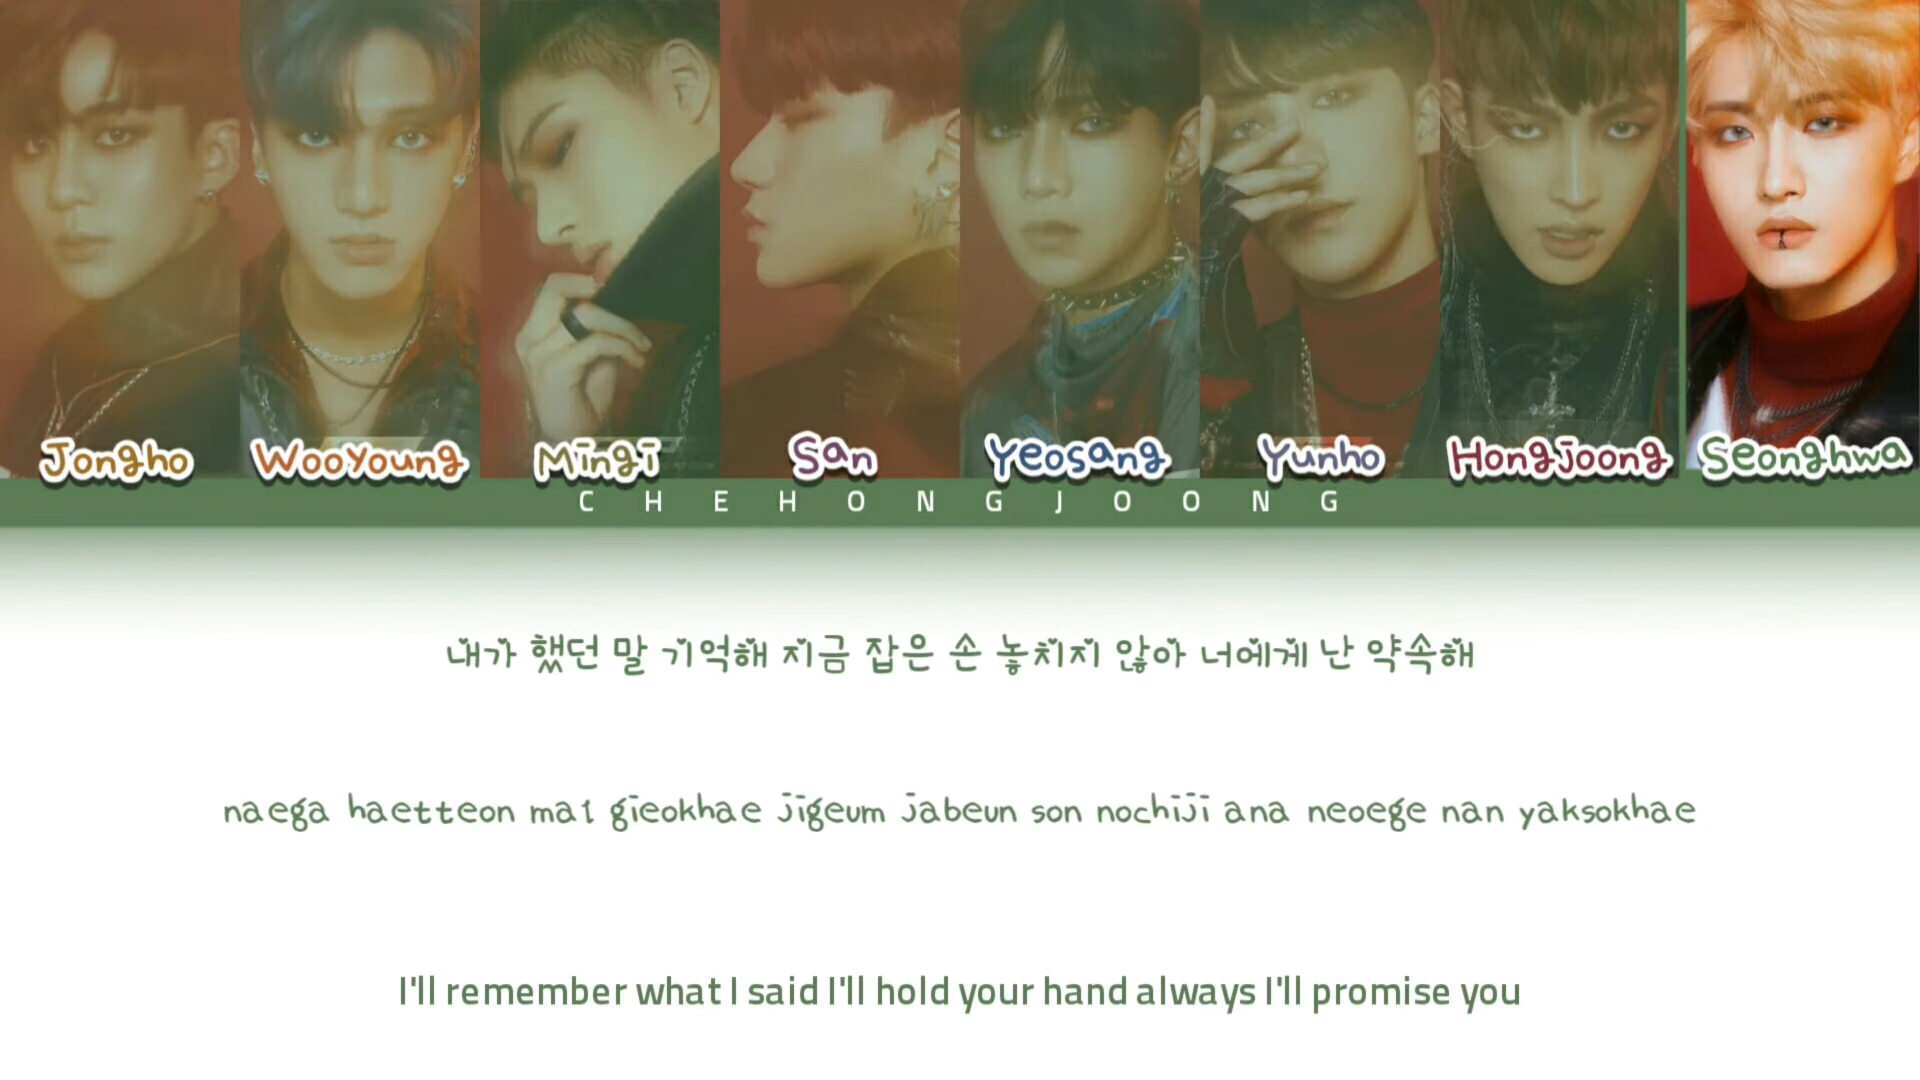 Jongho WooYoung Mingi San Yeosang Yunho Hongjoong Seonghwa
CHEHONGJOONG
내가 했던 말 기억해 지금 잡은 손 놓치지 않아 너에게 난 약속해
naega haetteon mal gieokhae jigeum jabeun son nochiji ana neoege nan yaksokhae
I'll remember what I said I'll hold your hand always I'll promise you